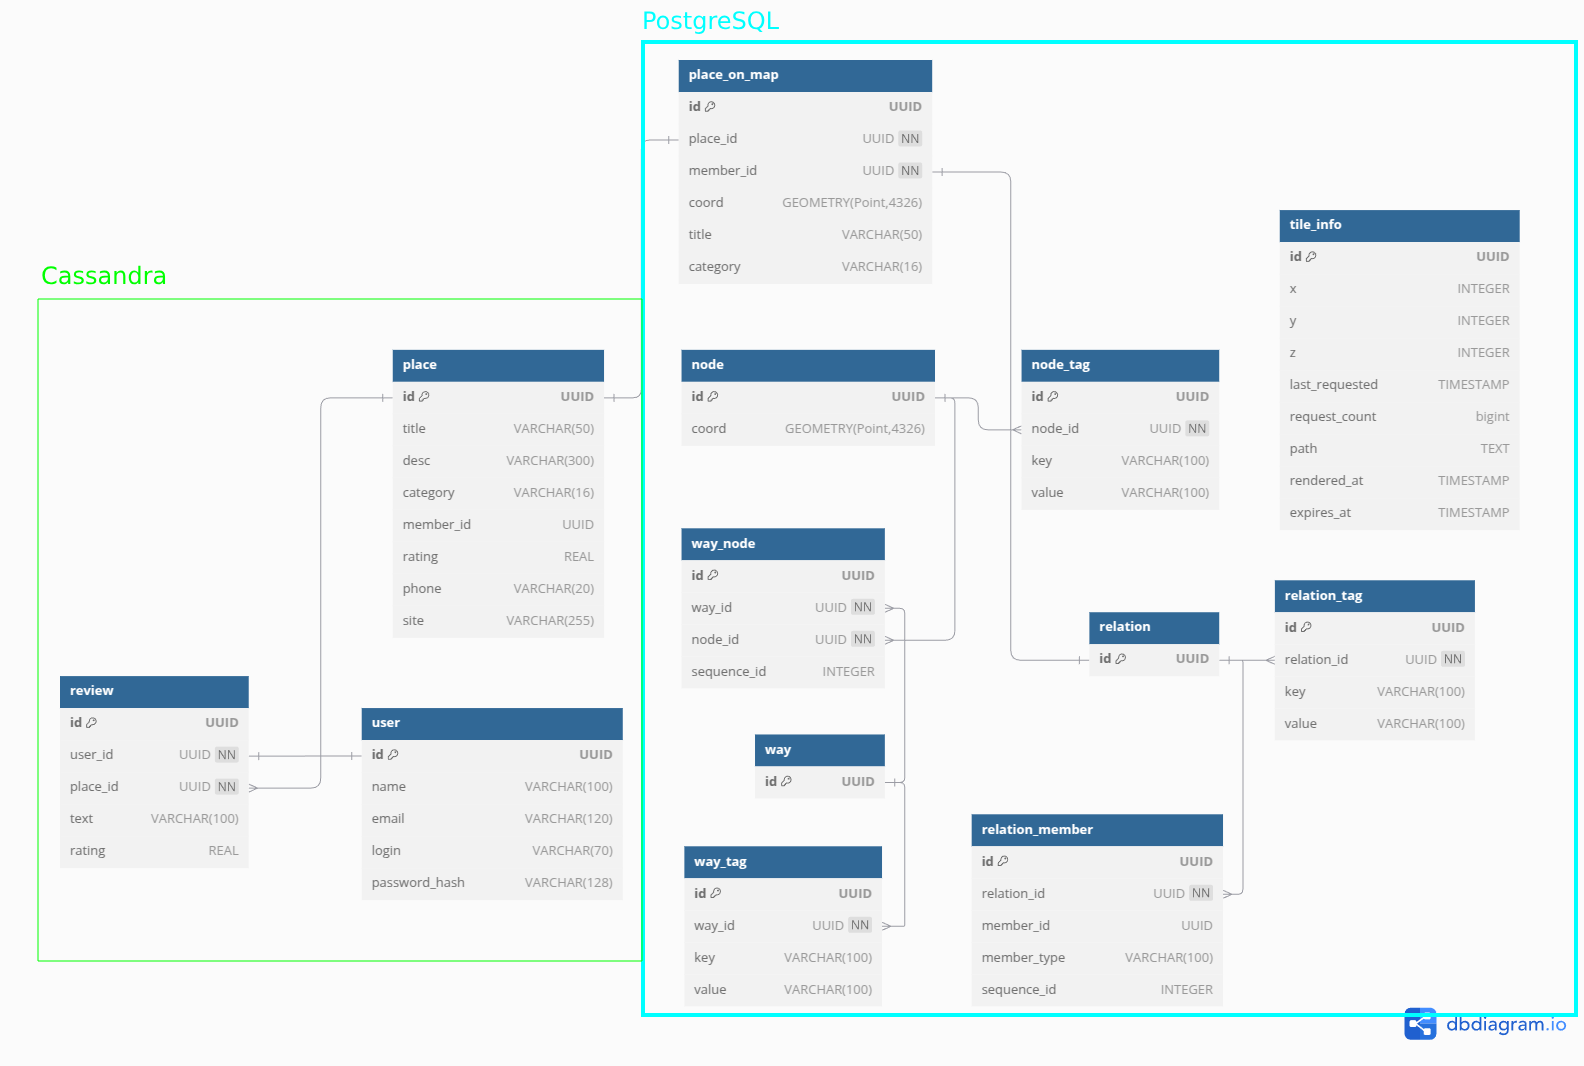 PostgreSQL
place_on_map
id UUID
place_id UUID NN
member_id UUID NN
coord GEOMETRY(Point,4326)
title VARCHAR(50)
category VARCHAR(16)
tile_info
id UUID
x INTEGER
y INTEGER
z INTEGER
last_requested TIMESTAMP
request_count bigint
path TEXT
rendered_at TIMESTAMP
expires_at TIMESTAMP
Cassandra
place
id UUID
title VARCHAR(50)
desc VARCHAR(300)
category VARCHAR(16)
member_id UUID
rating REAL
phone VARCHAR(20)
site VARCHAR(255)
node
id UUID
coord GEOMETRY(Point,4326)
node_tag
id UUID
node_id UUID NN
key VARCHAR(100)
value VARCHAR(100)
way_node
id UUID
way_id UUID NN
node_id UUID NN
sequence_id INTEGER
relation
id UUID
relation_tag
id UUID
relation_id UUID NN
key VARCHAR(100)
value VARCHAR(100)
review
id UUID
user_id UUID NN
place_id UUID NN
text VARCHAR(100)
rating REAL
user
id UUID
name VARCHAR(100)
email VARCHAR(120)
login VARCHAR(70)
password_hash VARCHAR(128)
way
id UUID
way_tag
id UUID
way_id UUID NN
key VARCHAR(100)
value VARCHAR(100)
relation_member
id UUID
relation_id UUID NN
member_id UUID
member_type VARCHAR(100)
sequence_id INTEGER
dbdiagram.io